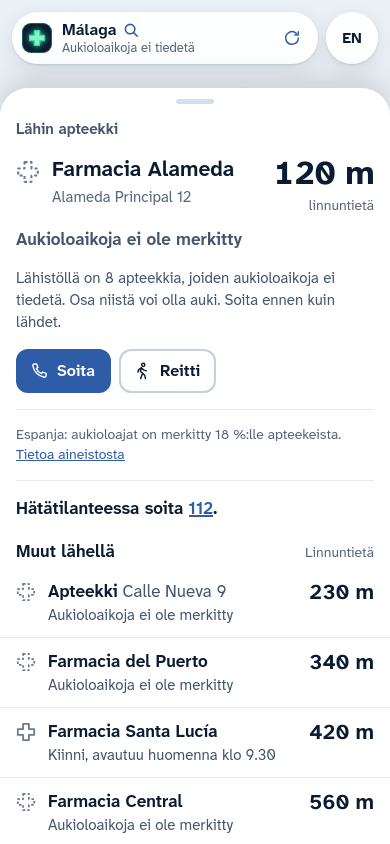 Málaga
Aukioloaikoja ei tiedetä
EN
Lähin apteekki
Farmacia Alameda
120 m
Alameda Principal 12
linnuntietä
Aukioloaikoja ei ole merkitty
Lähistöllä on 8 apteekkia, joiden aukioloaikoja ei
tiedetä. Osa niistä voi olla auki. Soita ennen kuin
lähdet.
Soita
Reitti
Espanja: aukioloajat on merkitty 18 %:lle apteekeista.
Tietoa aineistosta
Hätätilanteessa soita 112.
Muut lähellä
Linnuntietä
Apteekki Calle Nueva 9
230 m
Aukioloaikoja ei ole merkitty
Farmacia del Puerto
340 m
Aukioloaikoja ei ole merkitty
Farmacia Santa Lucía
420 m
Kiinni, avautuu huomenna klo 9.30
Farmacia Central
560 m
Aukioloaikoja ei ole merkitty